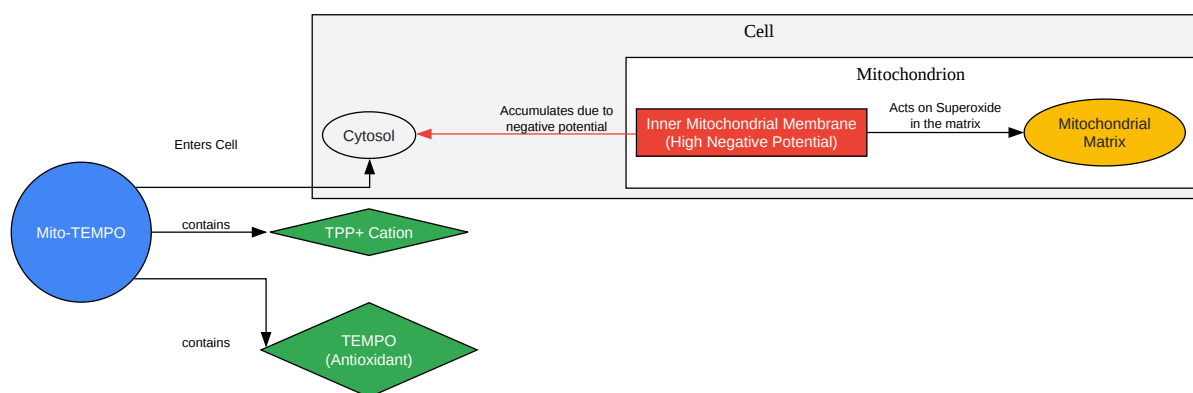 Cell
Mitochondrion
Accumulates due to
negative potential
Acts on Superoxide
in the matrix
Cytosol
Inner Mitochondrial Membrane
(High Negative Potential)
Mitochondrial
Matrix
Enters Cell
Mito-TEMPO
contains
TPP+ Cation
contains
TEMPO
(Antioxidant)